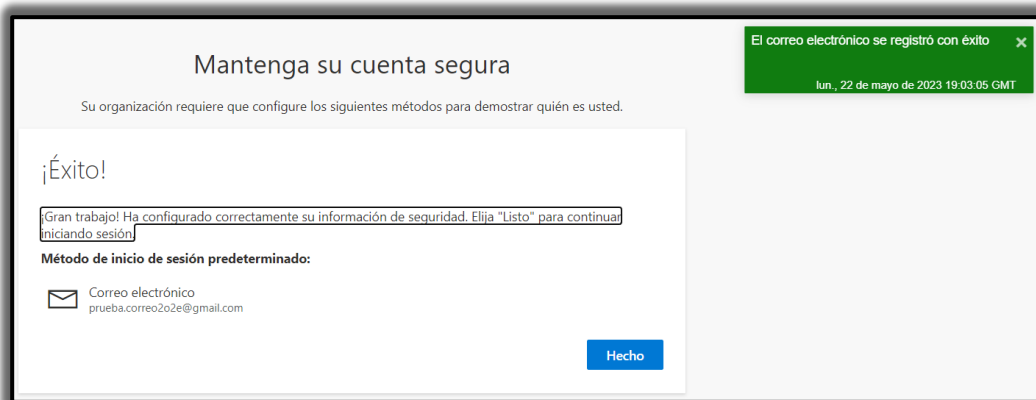 Mantenga su cuenta segura
Su organización requiere que configure los siguientes métodos para demostrar quién es usted.
El correo electrónico se registró con éxito
lun., 22 de mayo de 2023 19:03:05 GMT
¡Éxito!
¡Gran trabajo! Ha configurado correctamente su información de seguridad. Elija "Listo" para continuar
iniciando sesión.
Método de inicio de sesión predeterminado:
Correo electrónico
prueba.correo2o2e@gmail.com
Hecho